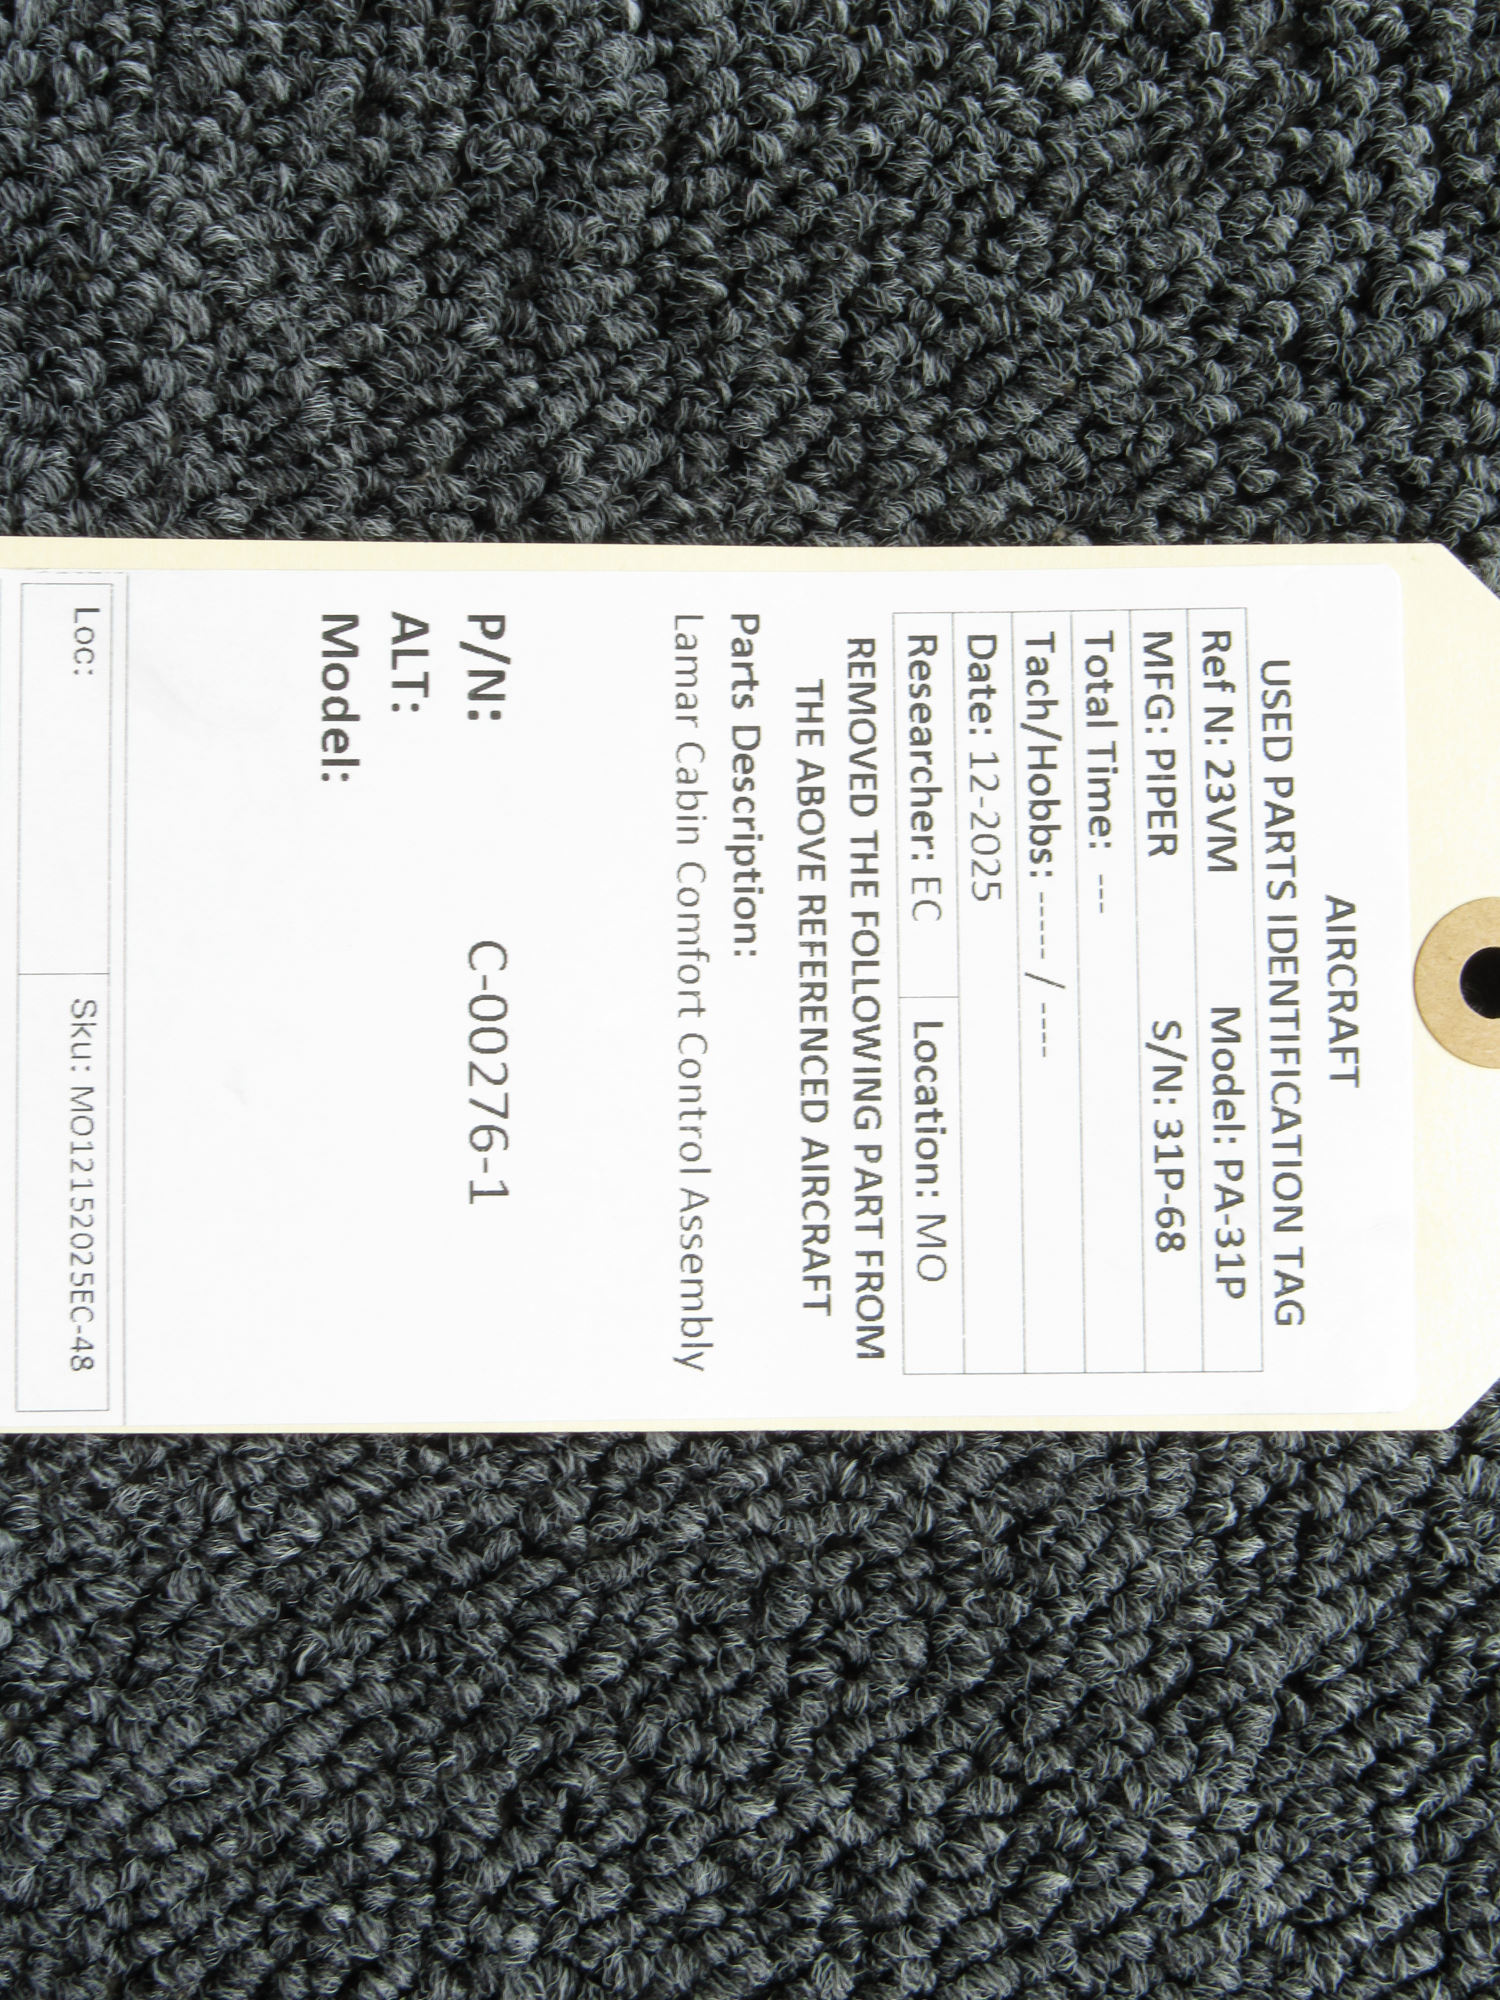 AIRCRAFT
USED PARTS IDENTIFICATION TAG
Ref N: 23VM Model: PA-31P
MFG: PIPER S/N: 31P-68
Total Time: ---
Tach/Hobbs: ----- / ----
Date: 12-2025
Researcher: EC Location: MO
REMOVED THE FOLLOWING PART FROM
THE ABOVE REFERENCED AIRCRAFT
Parts Description:
Lamar Cabin Comfort Control Assembly
P/N: C-00276-1
ALT:
Model:
Loc: Sku: MO12152025EC-48